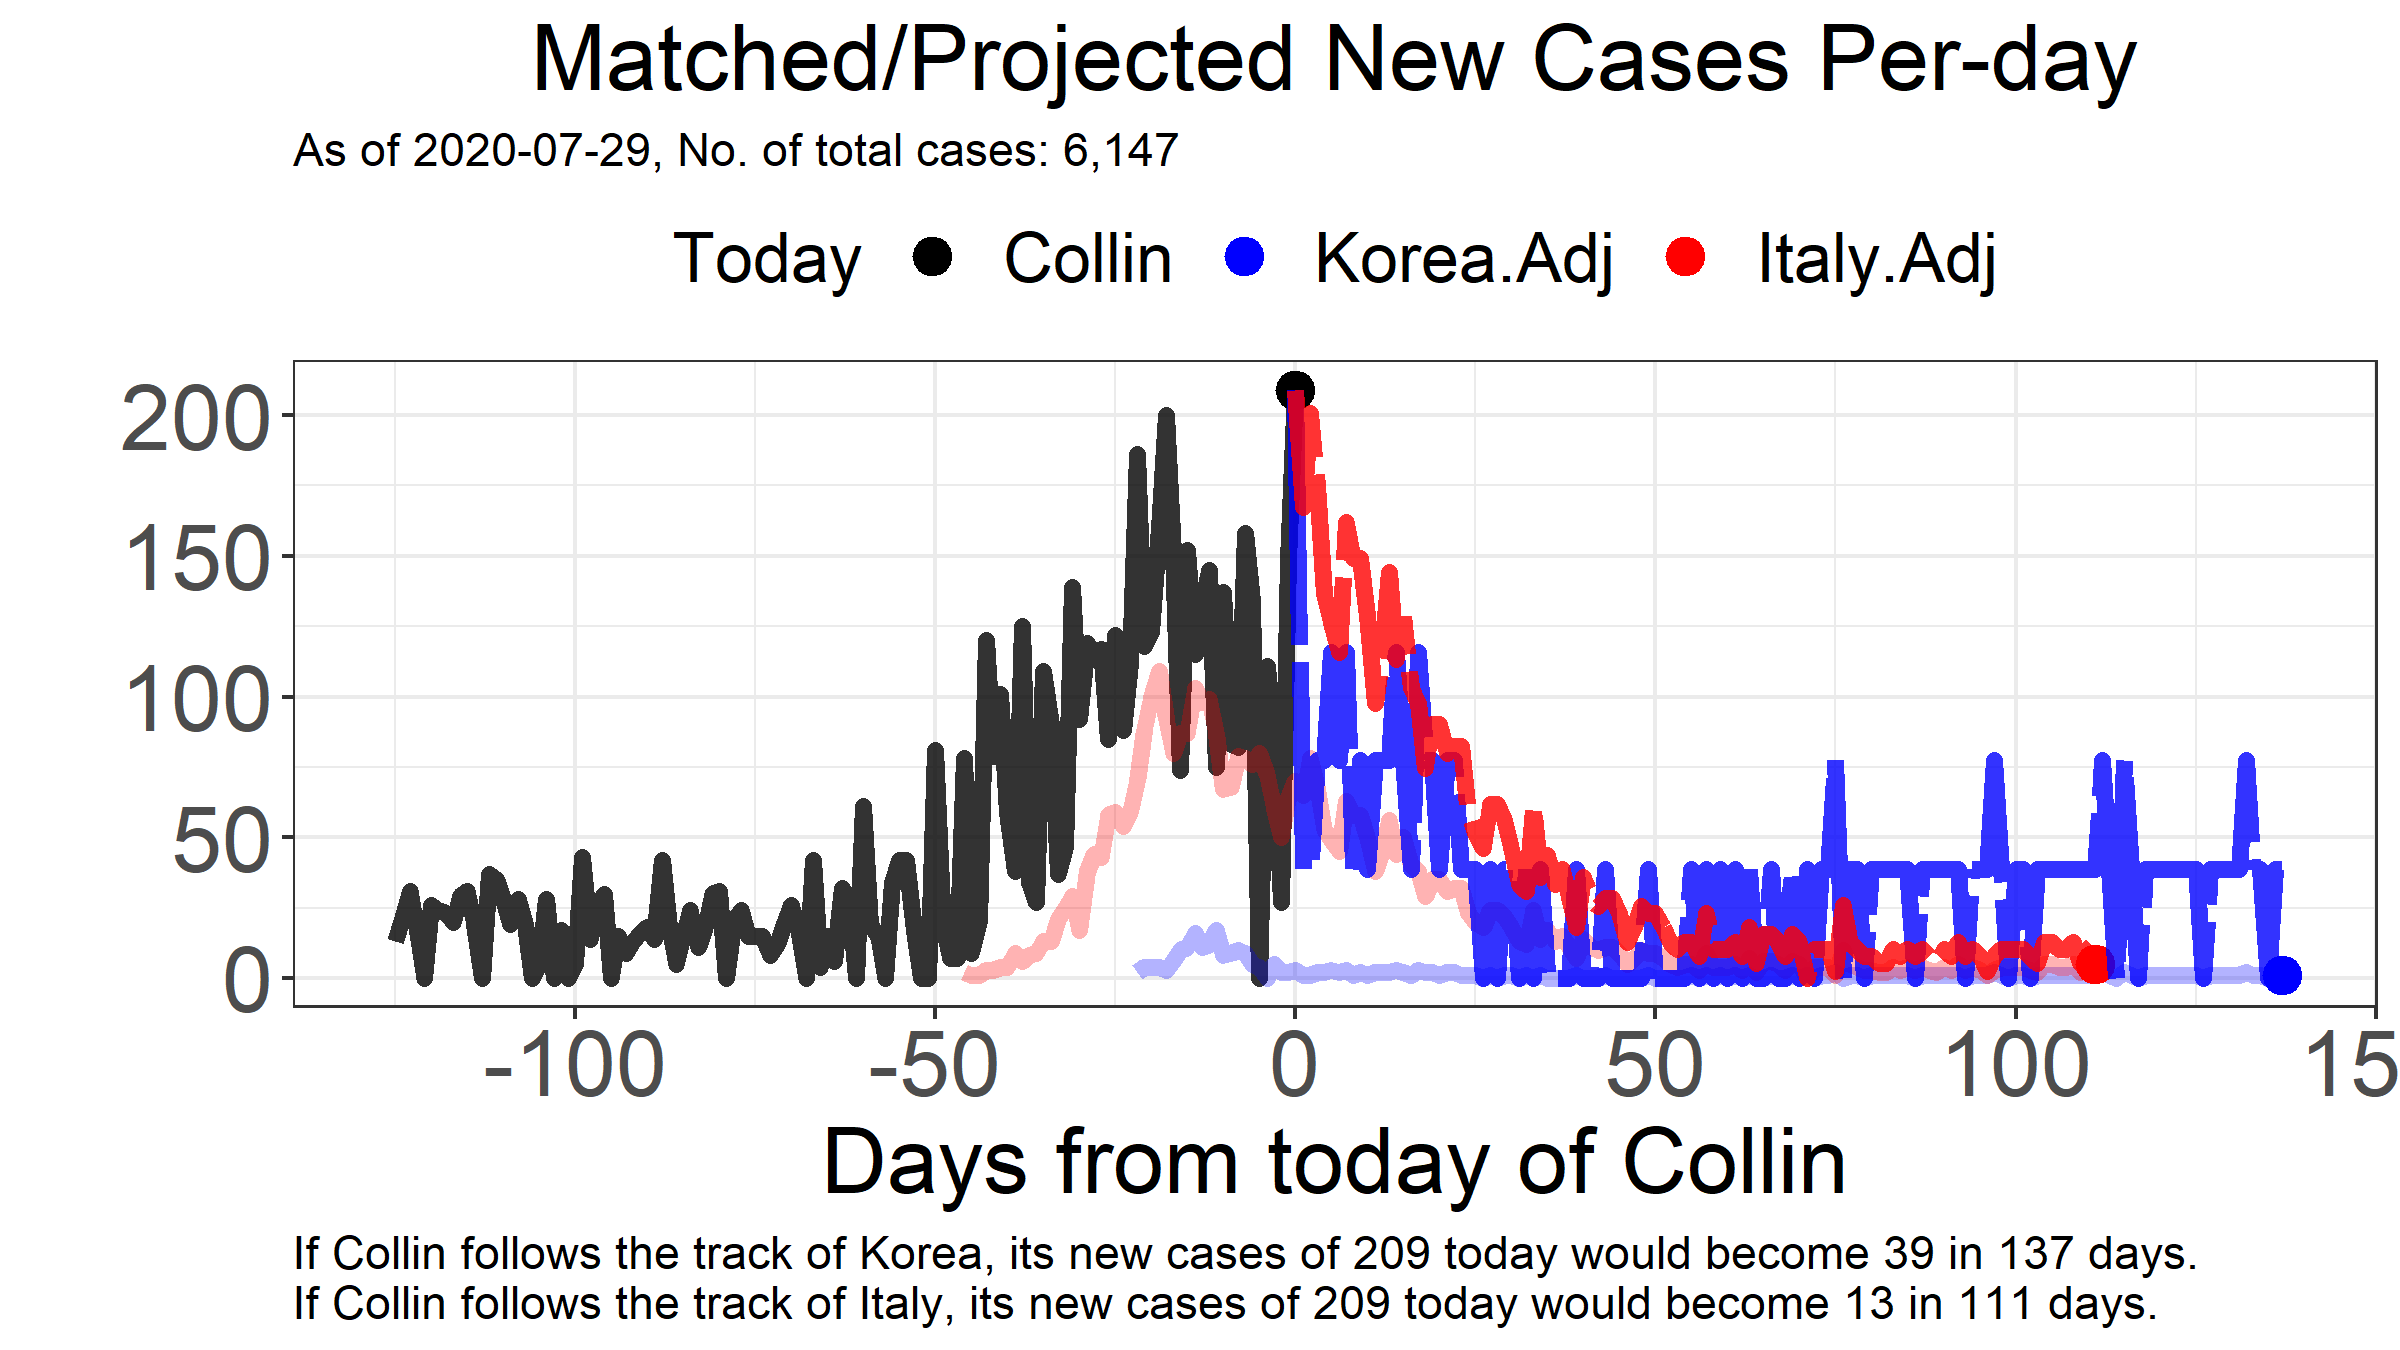 Matched/Projected New Cases Per-day
As of 2020-07-29, No. of total cases: 6,147
Today Collin Korea.Adj Italy.Adj
200
150
100
50
0
-100 -50 0 50 100 15
Days from today of Collin
If Collin follows the track of Korea, its new cases of 209 today would become 39 in 137 days.
If Collin follows the track of Italy, its new cases of 209 today would become 13 in 111 days.